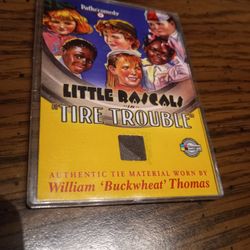 Pathecomedy
LITTLE RASCALS
in
"TIRE TROUBLE"
AUTHENTIC TIE MATERIAL WORN BY
William 'Buckwheat' Thomas